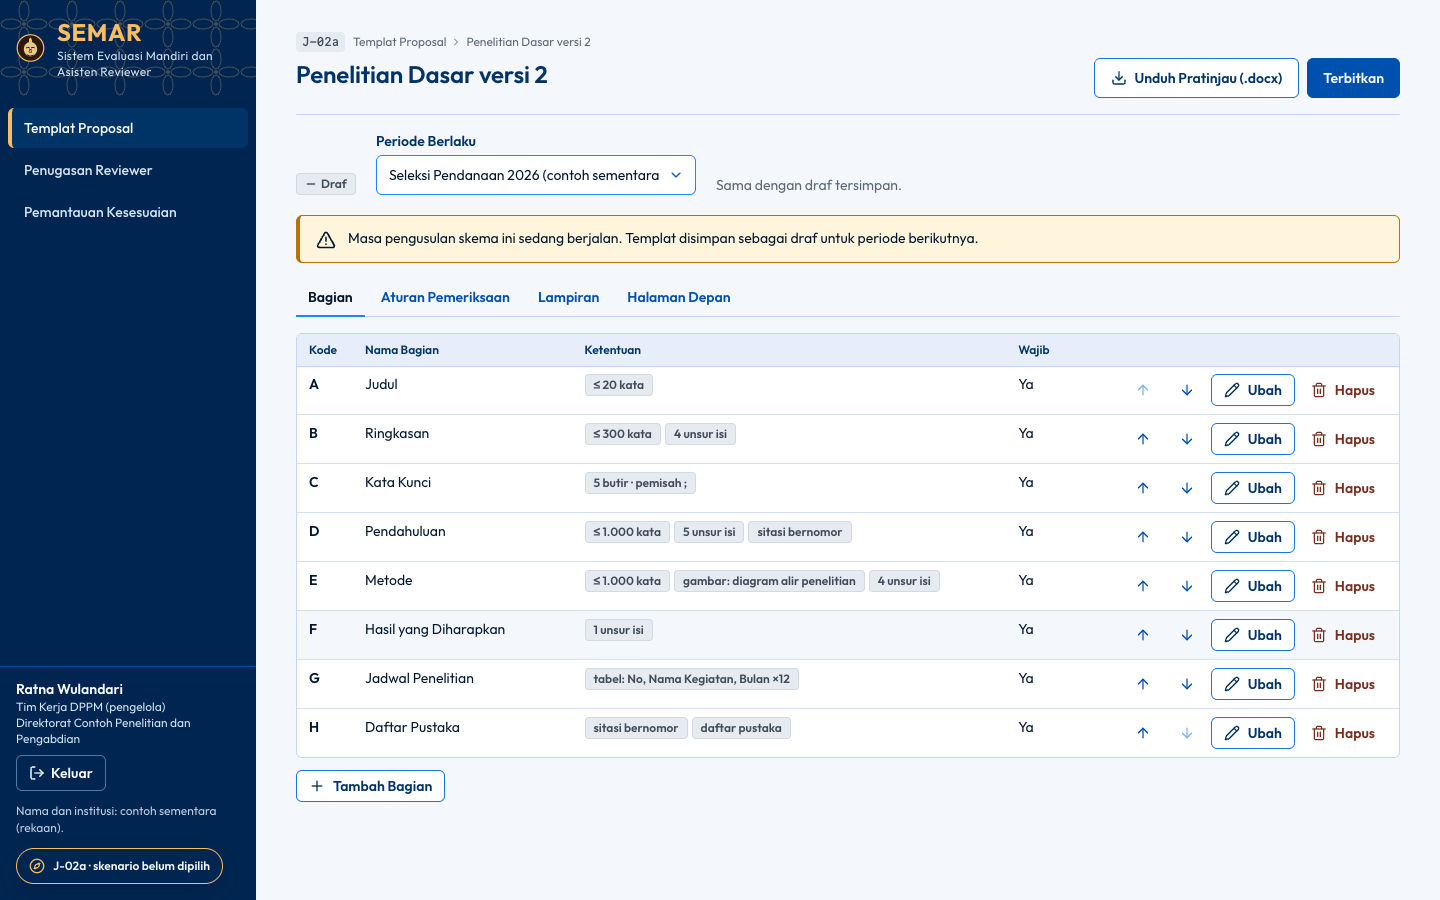 SEMAR
Sistem Evaluasi Mandiri dan
Asisten Reviewer
Templat Proposal
Penugasan Reviewer
Pemantauan Kesesuaian
Ratna Wulandari
Tim Kerja DPPM (pengelola)
Direktorat Contoh Penelitian dan
Pengabdian
Keluar
Nama dan institusi: contoh sementara
(rekaan).
J-02a · skenario belum dipilih
J-02a Templat Proposal > Penelitian Dasar versi 2
Penelitian Dasar versi 2
Unduh Pratinjau (.docx) Terbitkan
Periode Berlaku
– Draf Seleksi Pendanaan 2026 (contoh sementara Sama dengan draf tersimpan.
Masa pengusulan skema ini sedang berjalan. Templat disimpan sebagai draf untuk periode berikutnya.
Bagian Aturan Pemeriksaan Lampiran Halaman Depan
Kode Nama Bagian Ketentuan Wajib
A Judul ≤ 20 kata Ya ↑ ↓ Ubah Hapus
B Ringkasan ≤ 300 kata 4 unsur isi Ya ↑ ↓ Ubah Hapus
C Kata Kunci 5 butir · pemisah ; Ya ↑ ↓ Ubah Hapus
D Pendahuluan ≤ 1.000 kata 5 unsur isi sitasi bernomor Ya ↑ ↓ Ubah Hapus
E Metode ≤ 1.000 kata gambar: diagram alir penelitian 4 unsur isi Ya ↑ ↓ Ubah Hapus
F Hasil yang Diharapkan 1 unsur isi Ya ↑ ↓ Ubah Hapus
G Jadwal Penelitian tabel: No, Nama Kegiatan, Bulan ×12 Ya ↑ ↓ Ubah Hapus
H Daftar Pustaka sitasi bernomor daftar pustaka Ya ↑ ↓ Ubah Hapus
+ Tambah Bagian